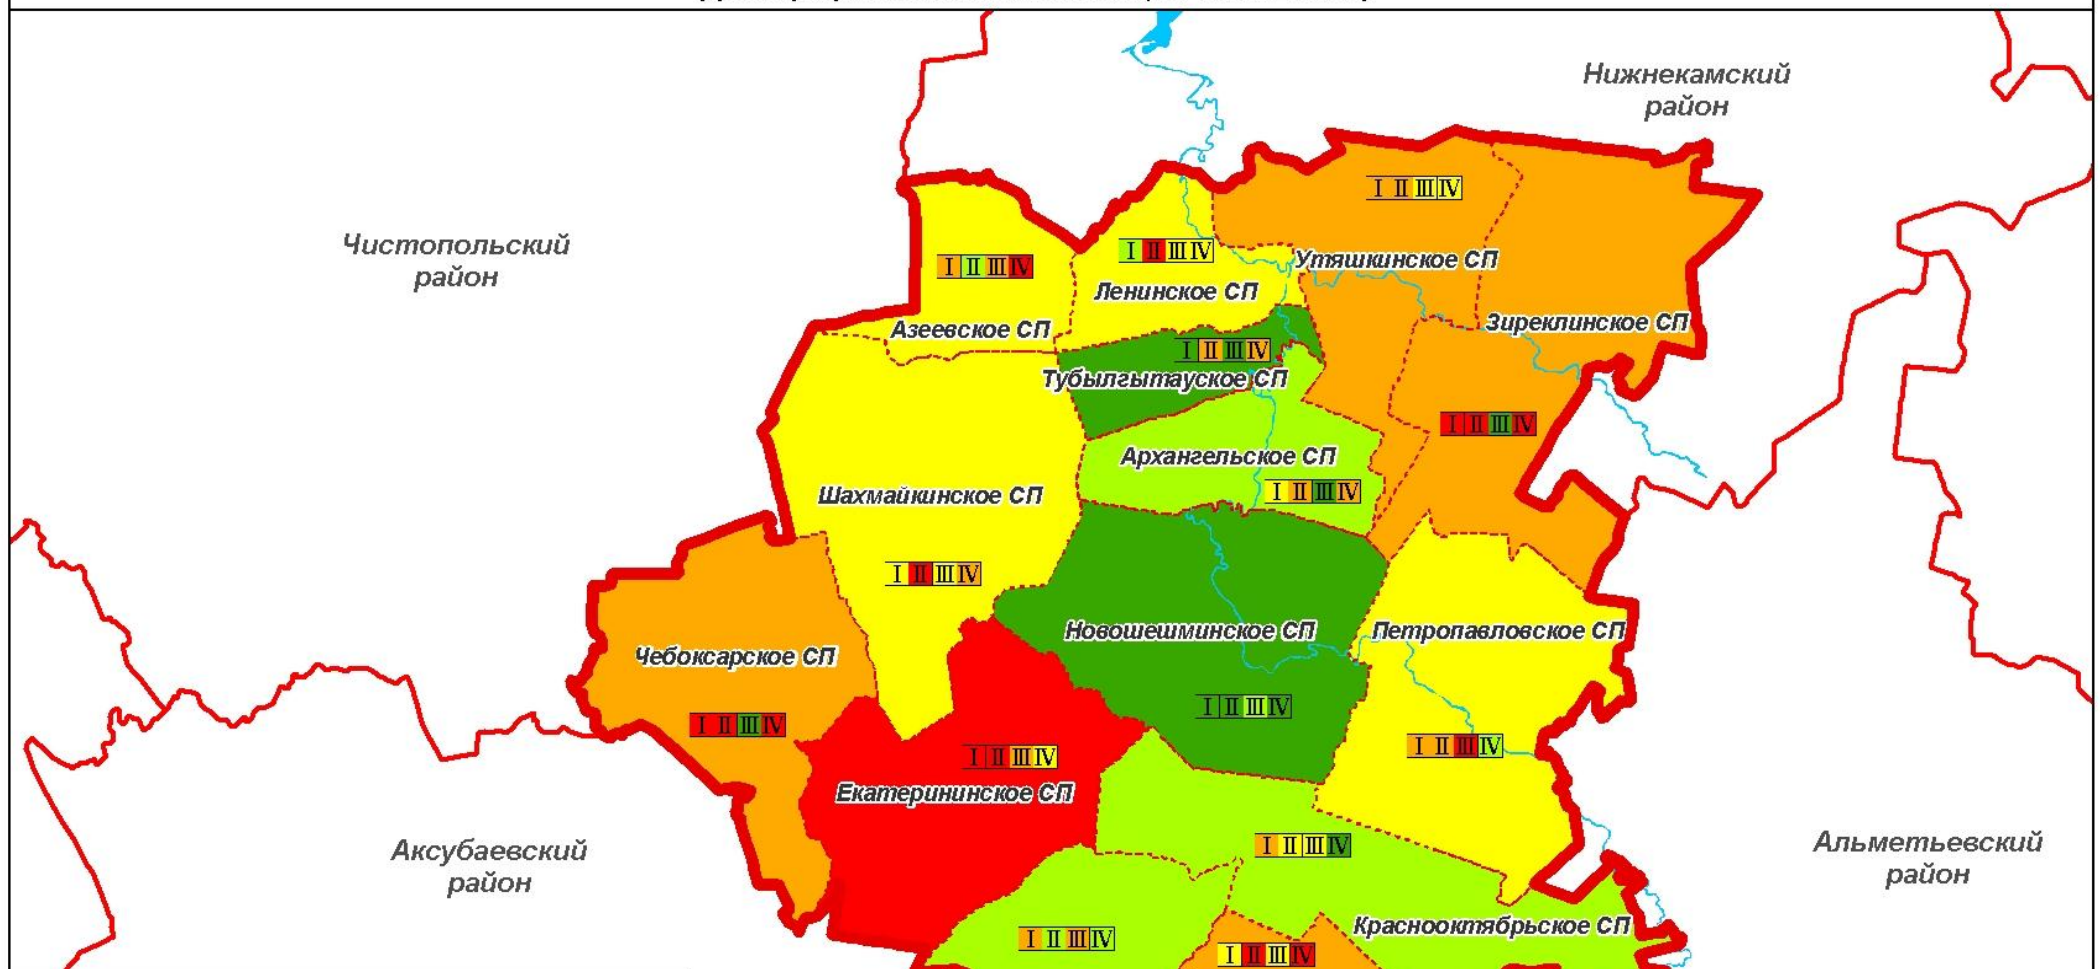 Нижнекамский
район
I II III IV
Чистопольский
район
I II III IV
I II III IV
Утяшкинское СП
Ленинское СП
Зиреклинское СП
Азеевское СП
I II III IV
Тубылгытауское СП
I II III IV
Архангельское СП
I II III IV
Шахмайкинское СП
I II III IV
Новошешминское СП
Петропавловское СП
Чебоксарское СП
I II III IV
I II III IV
I II III IV
I II III IV
Екатерининское СП
Аксубаевский
район
I II III IV
Альметьевский
район
Краснооктябрьское СП
I II III IV
I II III IV